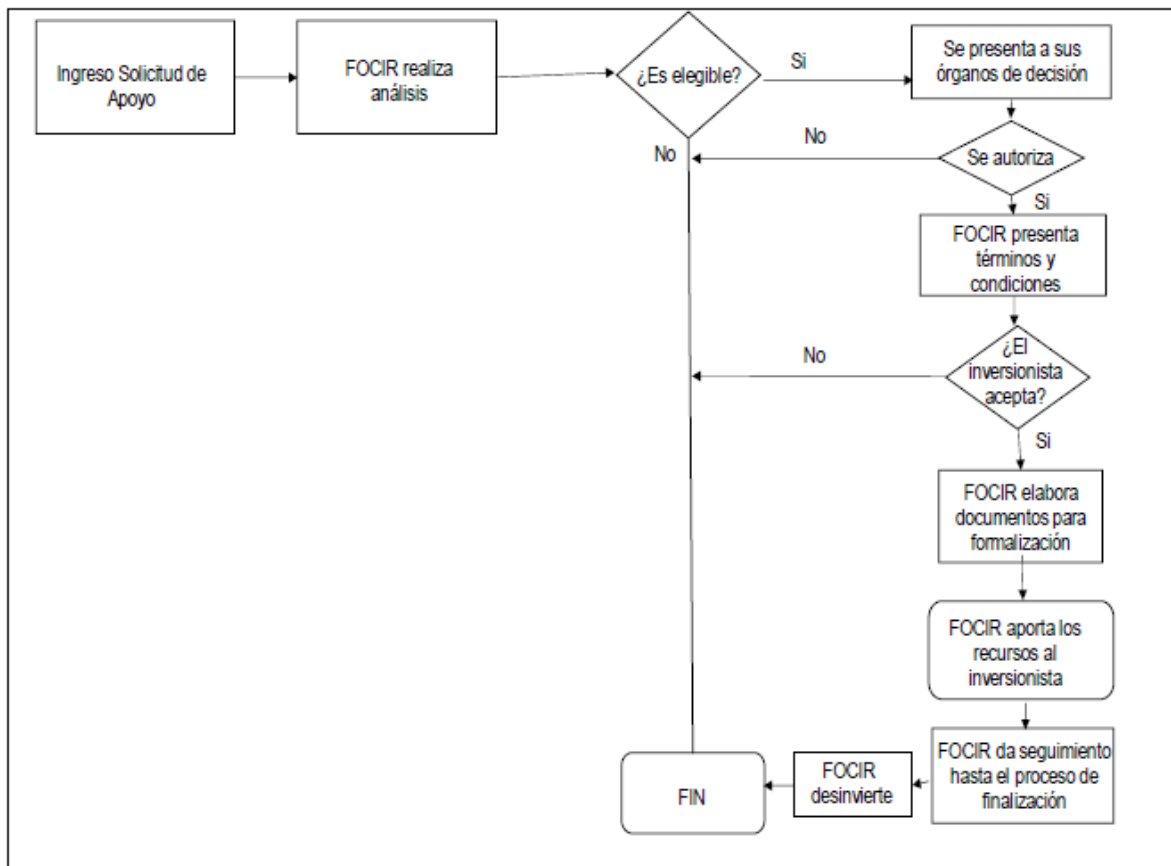 Ingreso Solicitud de
Apoyo
FOCIR realiza
análisis
¿Es elegible?
Si
Se presenta a sus
órganos de decisión
No
No
Se autoriza
Si
FOCIR presenta
términos y
condiciones
No
¿El
inversionista
acepta?
Si
FOCIR elabora
documentos para
formalización
FOCIR aporta los
recursos al
inversionista
FOCIR da seguimiento
hasta el proceso de
finalización
FOCIR
desinvierte
FIN